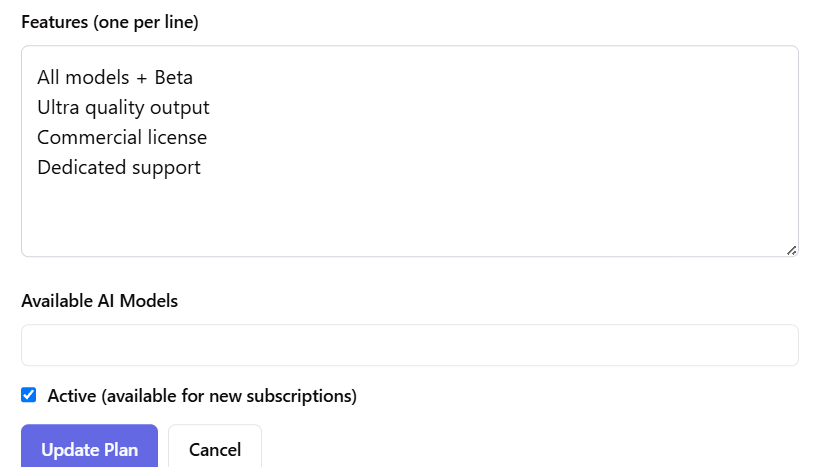 Features (one per line)
All models + Beta
Ultra quality output
Commercial license
Dedicated support
Available AI Models
Active (available for new subscriptions)
Update Plan
Cancel